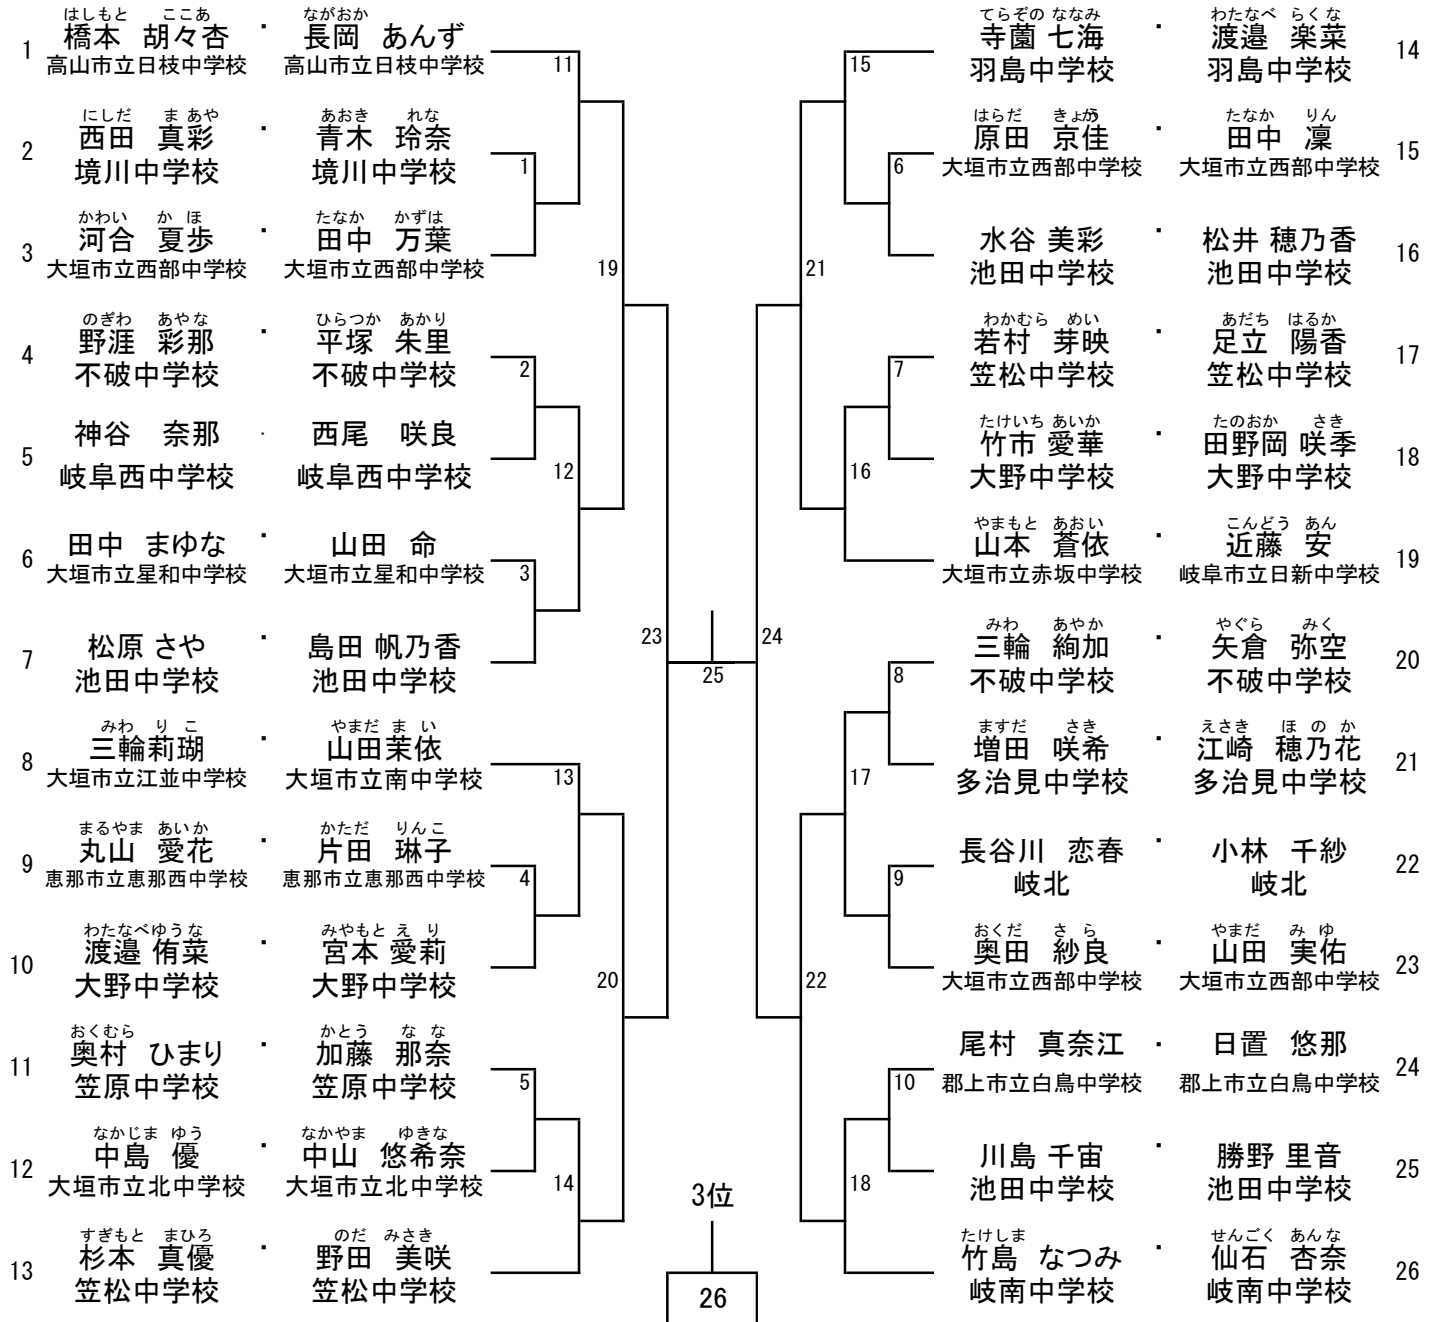 はしもと ここあ ・ ながおか
1 橋本 胡々杏 ・ 長岡 あんず
高山市立日枝中学校 高山市立日枝中学校
にしだ ま あや あおき れな
2 西田 真彩 ・ 青木 玲奈
境川中学校 境川中学校
かわい か ほ たなか かずは
3 河合 夏歩 ・ 田中 万葉
大垣市立西部中学校 大垣市立西部中学校
のぎわ あやな ひらつか あかり
4 野涯 彩那 ・ 平塚 朱里
不破中学校 不破中学校
5 神谷 奈那 ・ 西尾 咲良
岐阜西中学校 岐阜西中学校
6 田中 まゆな ・ 山田 命
大垣市立星和中学校 大垣市立星和中学校
7 松原 さや ・ 島田 帆乃香
池田中学校 池田中学校
みわ り こ やまだ ま い
8 三輪莉瑚 ・ 山田茉依
大垣市立江並中学校 大垣市立南中学校
まるやま あいか かただ りんこ
9 丸山 愛花 ・ 片田 琳子
恵那市立恵那西中学校 恵那市立恵那西中学校
わたなべゆうな みやもと え り
10 渡邉 侑菜 ・ 宮本 愛莉
大野中学校 大野中学校
おくむら かとう な な
11 奥村 ひまり ・ 加藤 那奈
笠原中学校 笠原中学校
なかじま ゆう なかやま ゆきな
12 中島 優 ・ 中山 悠希奈
大垣市立北中学校 大垣市立北中学校
すぎもと まひろ のだ みさき
13 杉本 真優 ・ 野田 美咲
笠松中学校 笠松中学校
11
1
2
12
3
19
13
4
5
14
20
23
25
3位
26
24
21
22
15
6
7
16
8
17
9
10
18
てらぞの ななみ わたなべ らくな
寺薗 七海 ・ 渡邉 楽菜 14
羽島中学校 羽島中学校
はらだ たなか りん
原田 京佳 ・ 田中 凜 15
大垣市立西部中学校 大垣市立西部中学校
水谷 美彩 ・ 松井 穂乃香 16
池田中学校 池田中学校
わかむら めい あだち はるか
若村 芽映 ・ 足立 陽香 17
笠松中学校 笠松中学校
たけいち あいか たのおか さき
竹市 愛華 ・ 田野岡 咲季 18
大野中学校 大野中学校
やまもと あおい こんどう あん
山本 蒼依 ・ 近藤 安 19
大垣市立赤坂中学校 岐阜市立日新中学校
みわ あやか やぐら みく
三輪 絢加 ・ 矢倉 弥空 20
不破中学校 不破中学校
ますだ さき えさき ほ の か
増田 咲希 ・ 江崎 穂乃花 21
多治見中学校 多治見中学校
長谷川 恋春 ・ 小林 千紗 22
岐北 岐北
おくだ さ ら やまだ み ゆ
奥田 紗良 ・ 山田 実佑 23
大垣市立西部中学校 大垣市立西部中学校
尾村 真奈江 ・ 日置 悠那 24
郡上市立白鳥中学校 郡上市立白鳥中学校
川島 千宙 ・ 勝野 里音 25
池田中学校 池田中学校
たけしま せんごく あんな
竹島 なつみ ・ 仙石 杏奈 26
岐南中学校 岐南中学校